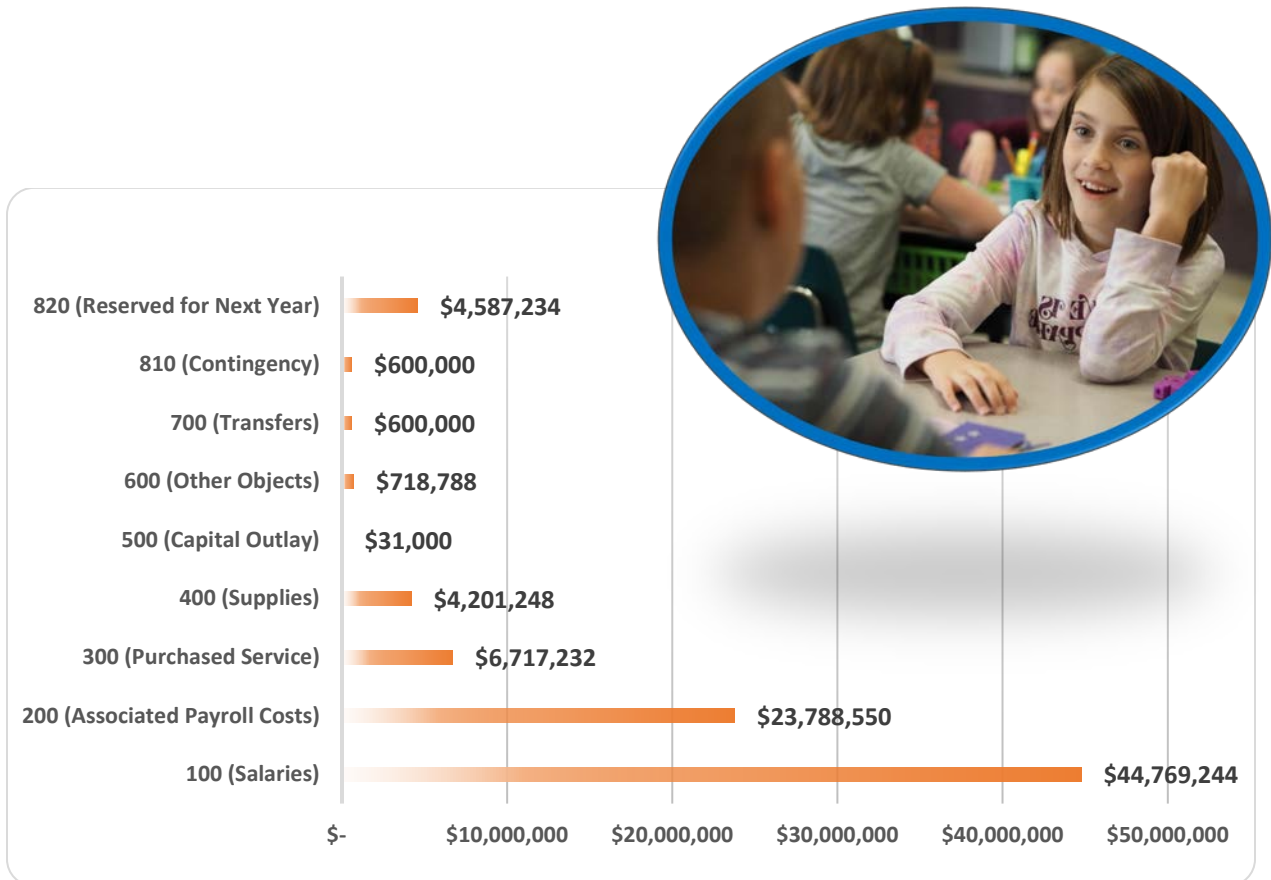 820 (Reserved for Next Year) $4,587,234
810 (Contingency) $600,000
700 (Transfers) $600,000
600 (Other Objects) $718,788
500 (Capital Outlay) $31,000
400 (Supplies) $4,201,248
300 (Purchased Service) $6,717,232
200 (Associated Payroll Costs) $23,788,550
100 (Salaries) $44,769,244
$- $10,000,000 $20,000,000 $30,000,000 $40,000,000 $50,000,000